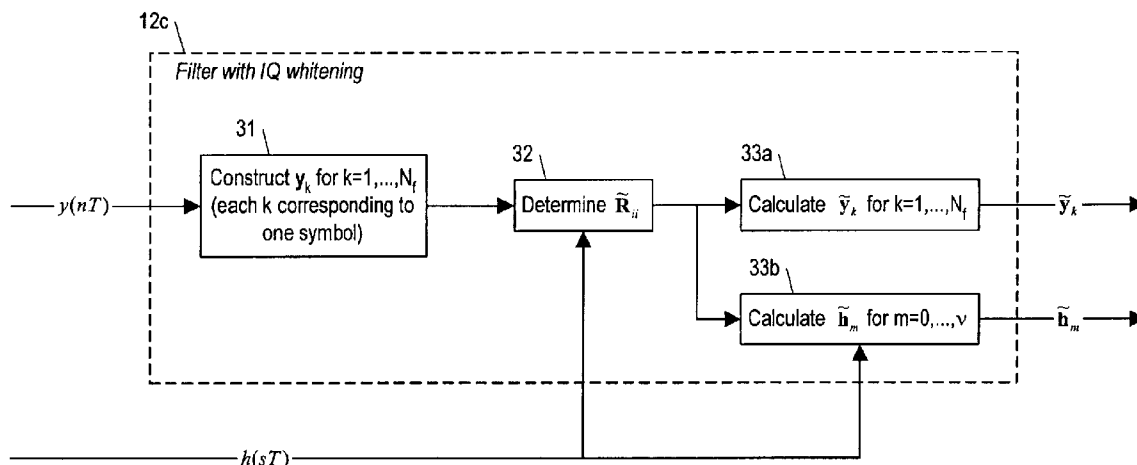 12c
Filter with IQ whitening
31
Construct y_k for k=1,...,N_f
(each k corresponding to
one symbol)
32
Determine R̃_ii
33a
Calculate ỹ_k for k=1,...,N_f
33b
Calculate h̃_m for m=0,...,ν
y(nT)
ỹ_k
h̃_m
h(sT)